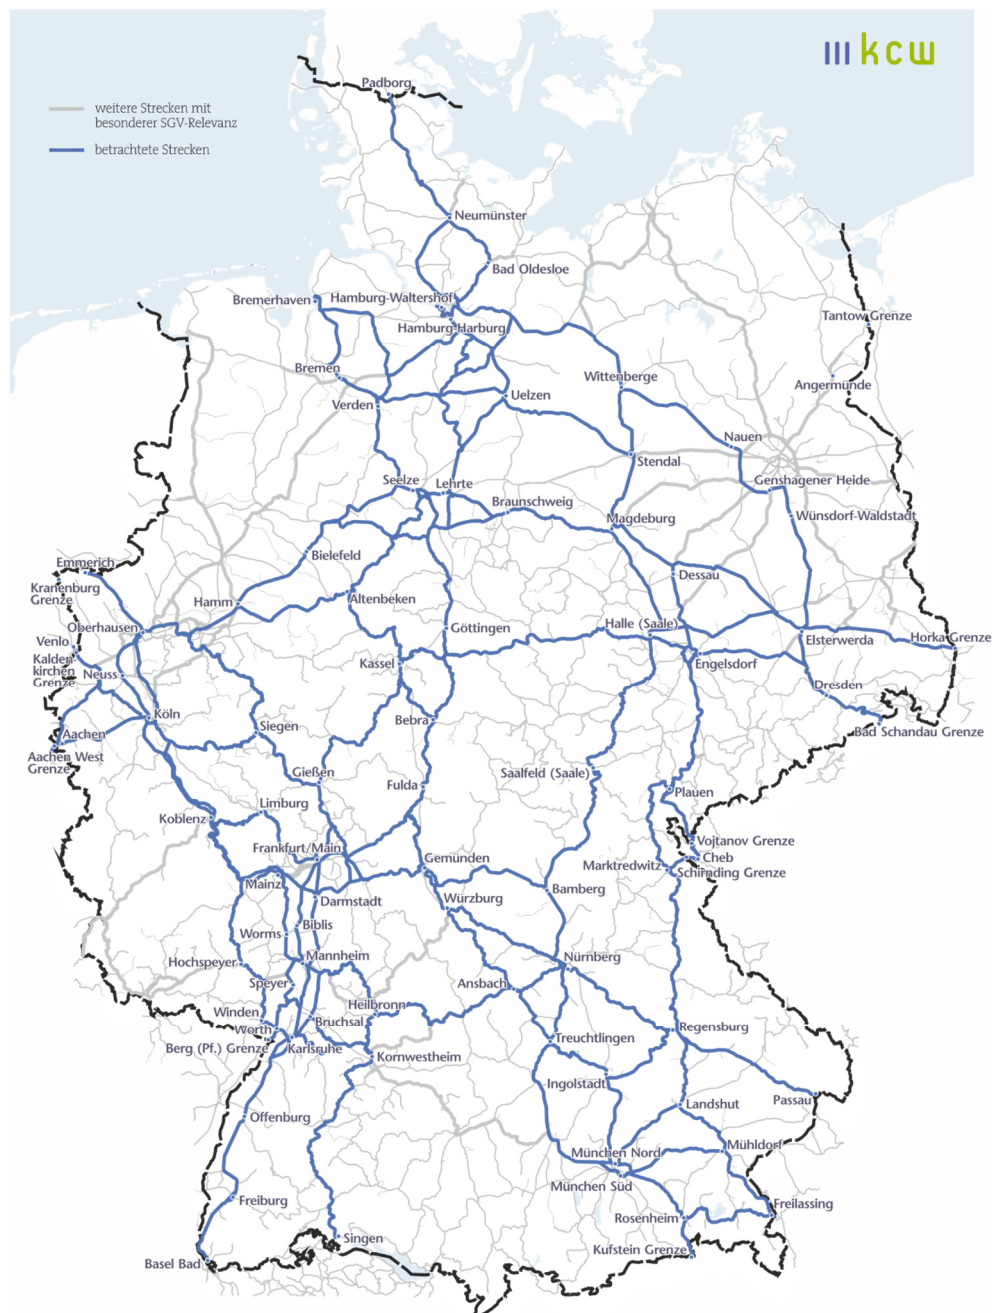 kcw
Padborg
weitere Strecken mit
besonderer SGV-Relevanz
betrachtete Strecken
Neumünster
Bad Oldesloe
Bremerhaven
Hamburg-Waltershof
Hamburg-Harburg
Tantow Grenze
Bremen
Wittenberge
Angermünde
Verden
Uelzen
Nauen
Stendal
Seelze
Lehrte
Genshagener Heide
Braunschweig
Magdeburg
Wünsdorf-Waldstadt
Bielefeld
Emmerich
Dessau
Kranenburg
Grenze
Hamm
Altenbeken
Oberhausen
Göttingen
Halle (Saale)
Elsterwerda
Horka Grenze
Venlo
Kalden-
kirchen
Grenze
Neuss
Kassel
Engelsdorf
Dresden
Köln
Siegen
Bebra
Bad Schandau Grenze
Aachen
Aachen West
Grenze
Gießen
Saalfeld (Saale)
Fulda
Plauen
Limburg
Koblenz
Frankfurt/Main
Vojtanov Grenze
Gemünden
Cheb
Marktredwitz
Schirnding Grenze
Mainz
Bamberg
Darmstadt
Würzburg
Biblis
Worms
Mannheim
Nürnberg
Hochspeyer
Speyer
Ansbach
Heilbronn
Winden
Bruchsal
Wörth
Regensburg
Treuchtlingen
Berg (Pf.) Grenze
Karlsruhe
Kornwestheim
Ingolstadt
Passau
Landshut
Offenburg
Mühldorf
München Nord
München Süd
Freiburg
Freilassing
Rosenheim
Singen
Kufstein Grenze
Basel Bad